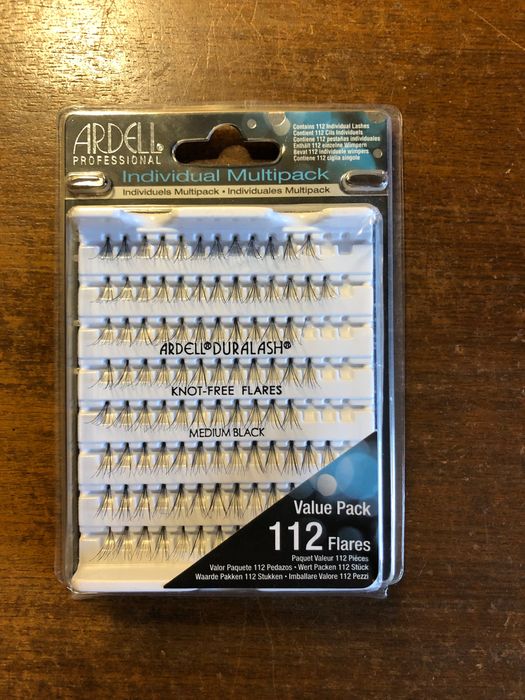 ARDELL
PROFESSIONAL
Contains 112 Individual Lashes
Contient 112 Cils Individuels
Contiene 112 pestañas individuales
Enthält 112 einzelne Wimpern
Bevat 112 individuele wimpers
Contiene 112 ciglia singole
Individual Multipack
Individuels Multipack • Individuales Multipack
ARDELL® DURALASH®
KNOT-FREE FLARES
MEDIUM BLACK
Value Pack
112 Flares
Paquet Valeur 112 Pièces
Valor Paquete 112 Pedazos • Wert Packen 112 Stück
Waarde Pakken 112 Stukken • Imballare Valore 112 Pezzi